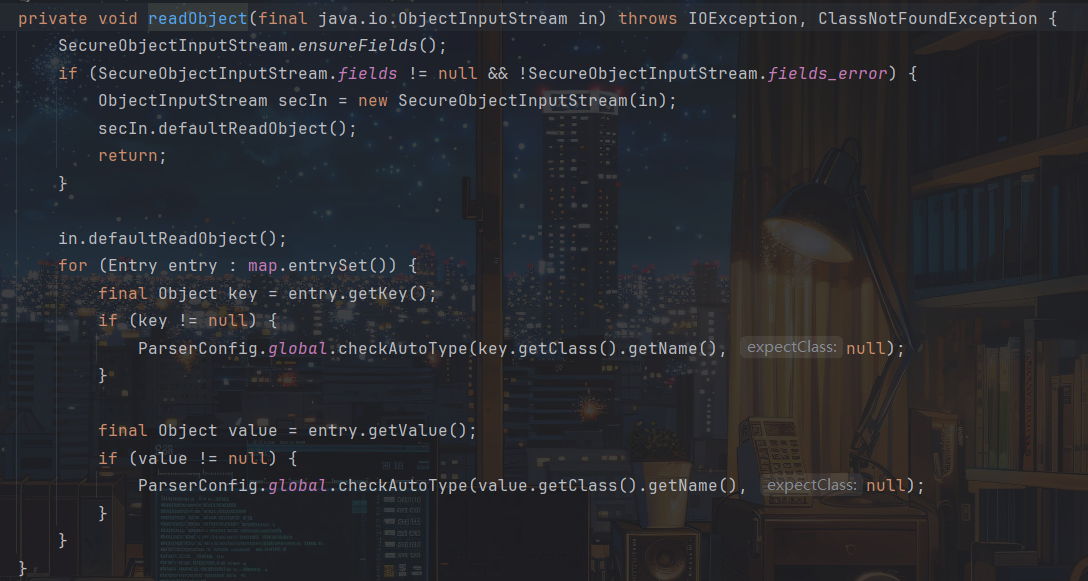 private void readObject(final java.io.ObjectInputStream in) throws IOException, ClassNotFoundException {
    SecureObjectInputStream.ensureFields();
    if (SecureObjectInputStream.fields != null && !SecureObjectInputStream.fields_error) {
        ObjectInputStream secIn = new SecureObjectInputStream(in);
        secIn.defaultReadObject();
        return;
    }
    in.defaultReadObject();
    for (Entry entry : map.entrySet()) {
        final Object key = entry.getKey();
        if (key != null) {
            ParserConfig.global.checkAutoType(key.getClass().getName(), expectClass: null);
        }
        final Object value = entry.getValue();
        if (value != null) {
            ParserConfig.global.checkAutoType(value.getClass().getName(), expectClass: null);
        }
    }
}